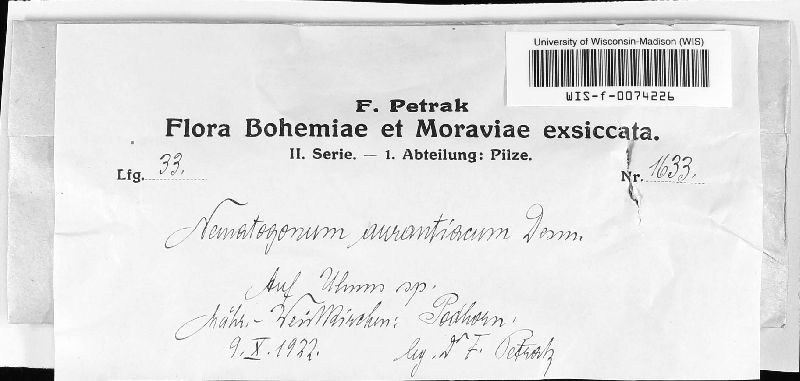 University of Wisconsin-Madison (WIS)
WIS-f-0074226
F. Petrak
Flora Bohemiae et Moraviae exsiccata.
II. Serie. — 1. Abteilung: Pilze.
Lfg. 33.
Nr. 1633.
Nematogonum aurantiacum Desm.
Auf Ulmus sp.
Mähr.-Weißkirchen: Podhorn.
9. X. 1922. leg. Dr F. Petrak